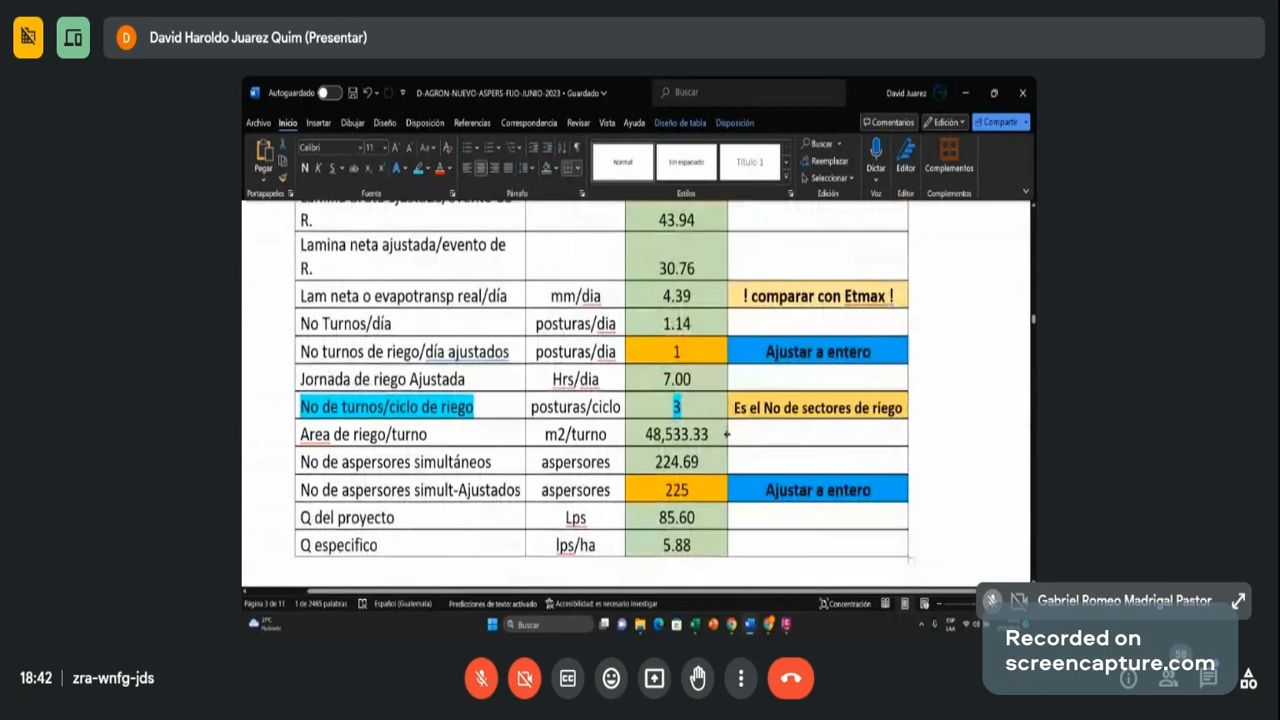 David Haroldo Juarez Quim (Presentar)
Autoguardado
D-AGRON-NUEVO-ASPERS-FIJO-JUNIO-2023 • Guardado
Buscar
David Juarez
Archivo Inicio Insertar Dibujar Diseño Disposición Referencias Correspondencia Revisar Vista Ayuda Diseño de tabla Disposición
Comentarios Edición Compartir
Pegar
Calibri 11
N K S
Normal
Sin espaciado
Título 1
Buscar
Reemplazar
Seleccionar
Dictar
Editor
Complementos
Portapapeles Fuente Párrafo Estilos Edición Voz Editor Complementos
R. 43.94
Lamina neta ajustada/evento de
R. 30.76
Lam neta o evapotransp real/día mm/dia 4.39 ! comparar con Etmax !
No Turnos/día posturas/dia 1.14
No turnos de riego/día ajustados posturas/dia 1 Ajustar a entero
Jornada de riego Ajustada Hrs/dia 7.00
No de turnos/ciclo de riego posturas/ciclo 3 Es el No de sectores de riego
Area de riego/turno m2/turno 48,533.33
No de aspersores simultáneos aspersores 224.69
No de aspersores simult-Ajustados aspersores 225 Ajustar a entero
Q del proyecto Lps 85.60
Q especifico lps/ha 5.88
Página 3 de 11 1 de 2465 palabras Español (Guatemala) Predicciones de texto: activado Accesibilidad: es necesario investigar Concentración
Buscar
ESP
LAA
Gabriel Romeo Madrigal Pastor
Recorded on
screencapture.com
58
18:42 | zra-wnfg-jds